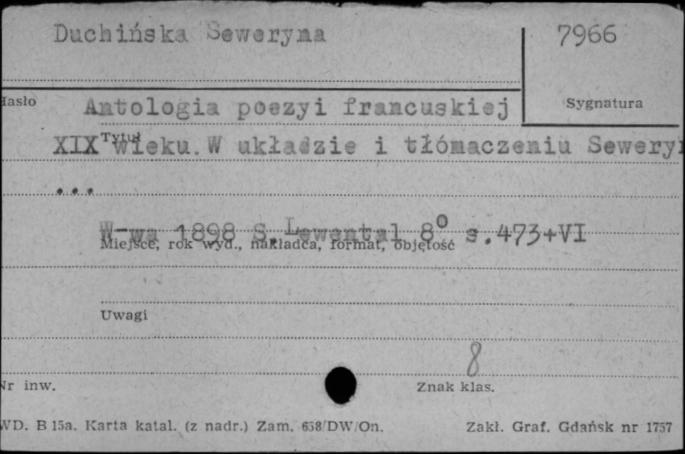 Duchińska Seweryna
7966
Hasło
Antologia poezyi francuskiej
Sygnatura
Tytuł
XIX wieku. W układzie i tłómaczeniu Sewery
...
W-wa 1898 S. Lewental 8° s.473+VI
Miejsce, rok wyd., nakładca, format, objętość
Uwagi
8
Nr inw.
Znak klas.
WD. B 15a. Karta katal. (z nadr.) Zam. 658/DW/On.
Zakł. Graf. Gdańsk nr 1757